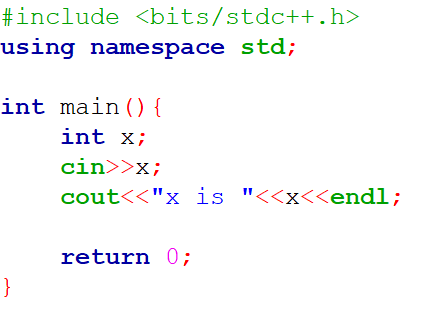 #include <bits/stdc++.h>
using namespace std;

int main(){
    int x;
    cin>>x;
    cout<<"x is "<<x<<endl;

    return 0;
}